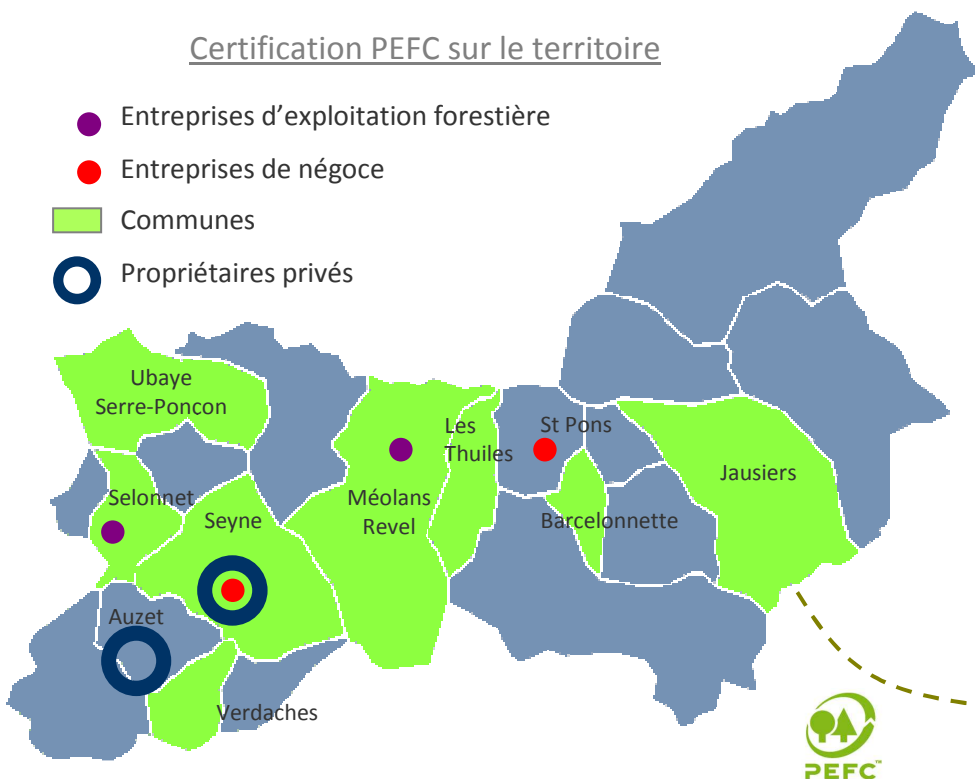 Certification PEFC sur le territoire
Entreprises d'exploitation forestière
Entreprises de négoce
Communes
Propriétaires privés
Ubaye
Serre-Poncon
Les
Thuiles
St Pons
Jausiers
Selonnet
Seyne
Méolans
Revel
Barcelonnette
Auzet
Verdaches
PEFC™